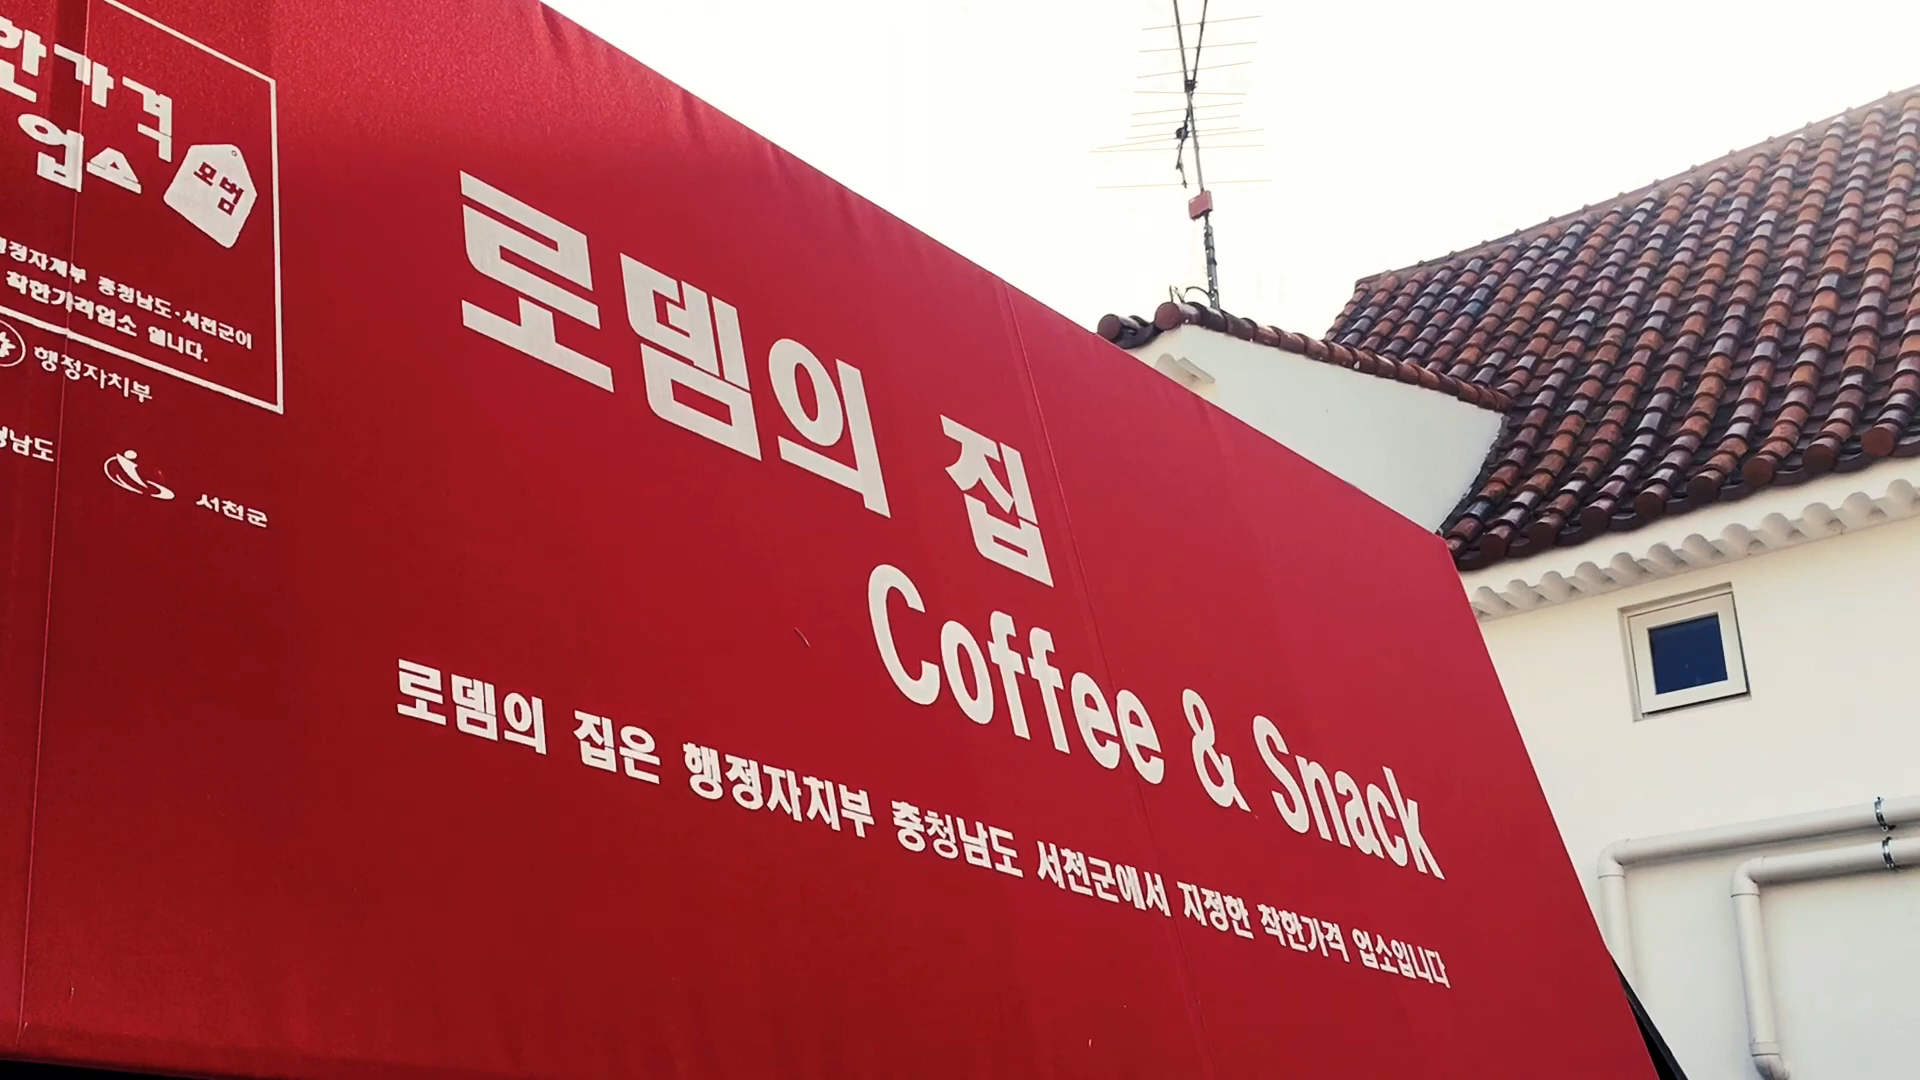 한가격
업소
모범
행정자치부 충청남도·서천군이
착한가격업소
행정자치부
청남도
서천군
로뎀의 집
Coffee & Snack
로뎀의 집은 행정자치부 충청남도 서천군에서 지정한 착한가격 업소입니다